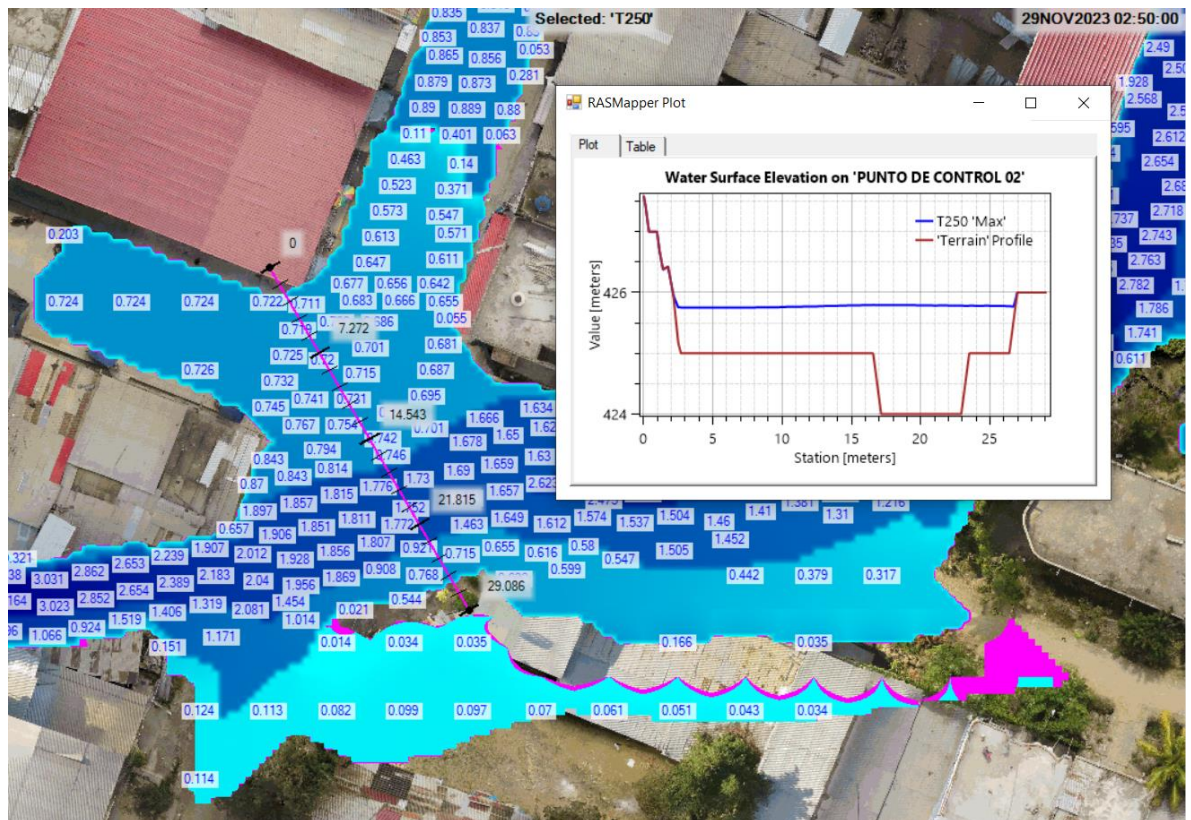 Selected: 'T250'
29NOV2023 02:50:00
RASMapper Plot
Plot Table
Water Surface Elevation on 'PUNTO DE CONTROL 02'
T250 'Max'
'Terrain' Profile
Value [meters]
426
424
0 5 10 15 20 25
Station [meters]
0.835
0.837
0.853
0.053
0.865 0.856
0.281
0.879 0.873
0.89 0.889 0.88
0.11 0.401 0.063
0.463 0.14
0.523 0.371
0.573 0.547
0.613 0.571
0.647 0.611
0.677 0.656 0.642
0.683 0.666 0.655
0.055
0.203
0
0.724 0.724 0.724 0.722 0.711
7.272
0.701 0.681
0.726 0.725 0.72
0.715 0.687
0.732
0.741 0.695
0.745
14.543
0.767
0.794
0.843 0.843 0.814
0.87
1.666 1.634
1.678 1.65
1.69 1.659 1.63
1.73 1.657
1.776
21.815
1.897 1.857 1.815
0.657 1.906 1.851 1.811 1.772
1.463 1.649 1.612 1.574 1.537 1.504 1.46 1.41 1.31 1.216
1.452
1.505
2.239 1.907 2.012 1.928 1.856 1.807
0.715 0.655 0.616 0.58 0.547
0.599
3.031 2.862 2.653
2.389 2.183 2.04 1.956 1.869 0.908 0.768
29.086
0.442 0.379 0.317
3.023 2.852 2.654
1.406 1.319 2.081 1.454 0.021 0.544
1.066 0.924 1.519
1.014
1.171
0.151
0.014 0.034 0.035 0.166 0.035
0.124 0.113 0.082 0.099 0.097 0.07 0.061 0.051 0.043 0.034
0.114
2.49
1.928
2.568
2.612
2.654
2.718
2.743
2.763
2.782
1.786
1.741
0.611